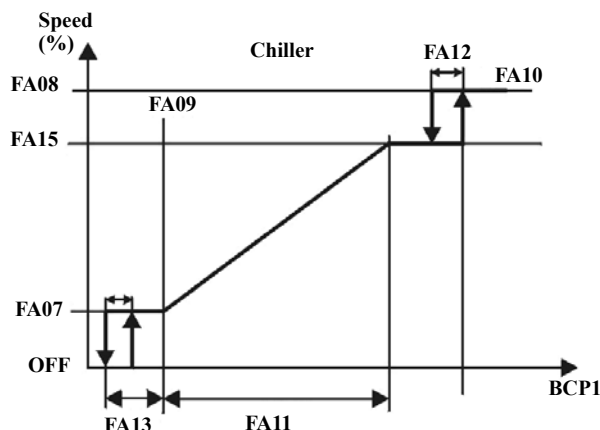 Speed
(%)
Chiller
FA12
FA08
FA10
FA09
FA15
FA07
OFF
BCP1
FA13
FA11